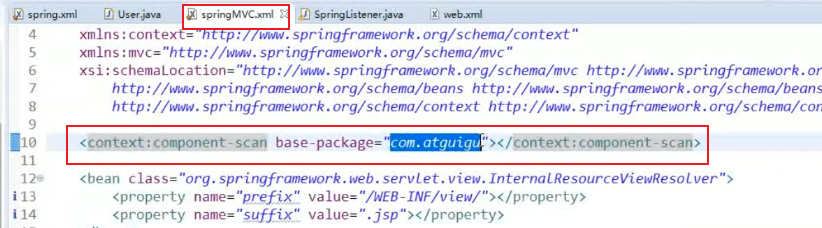 spring.xml User.java springMVC.xml SpringListener.java web.xml
4 xmlns:context="http://www.springframework.org/schema/context"
5 xmlns:mvc="http://www.springframework.org/schema/mvc"
6 xsi:schemaLocation="http://www.springframework.org/schema/mvc http://www.springframework.o
7 http://www.springframework.org/schema/beans http://www.springframework.org/schema/beans
8 http://www.springframework.org/schema/context http://www.springframework.org/schema/con
9
10 <context:component-scan base-package="com.atguigu"></context:component-scan>
11
12 <bean class="org.springframework.web.servlet.view.InternalResourceViewResolver">
13 <property name="prefix" value="/WEB-INF/view/"></property>
14 <property name="suffix" value=".jsp"></property>